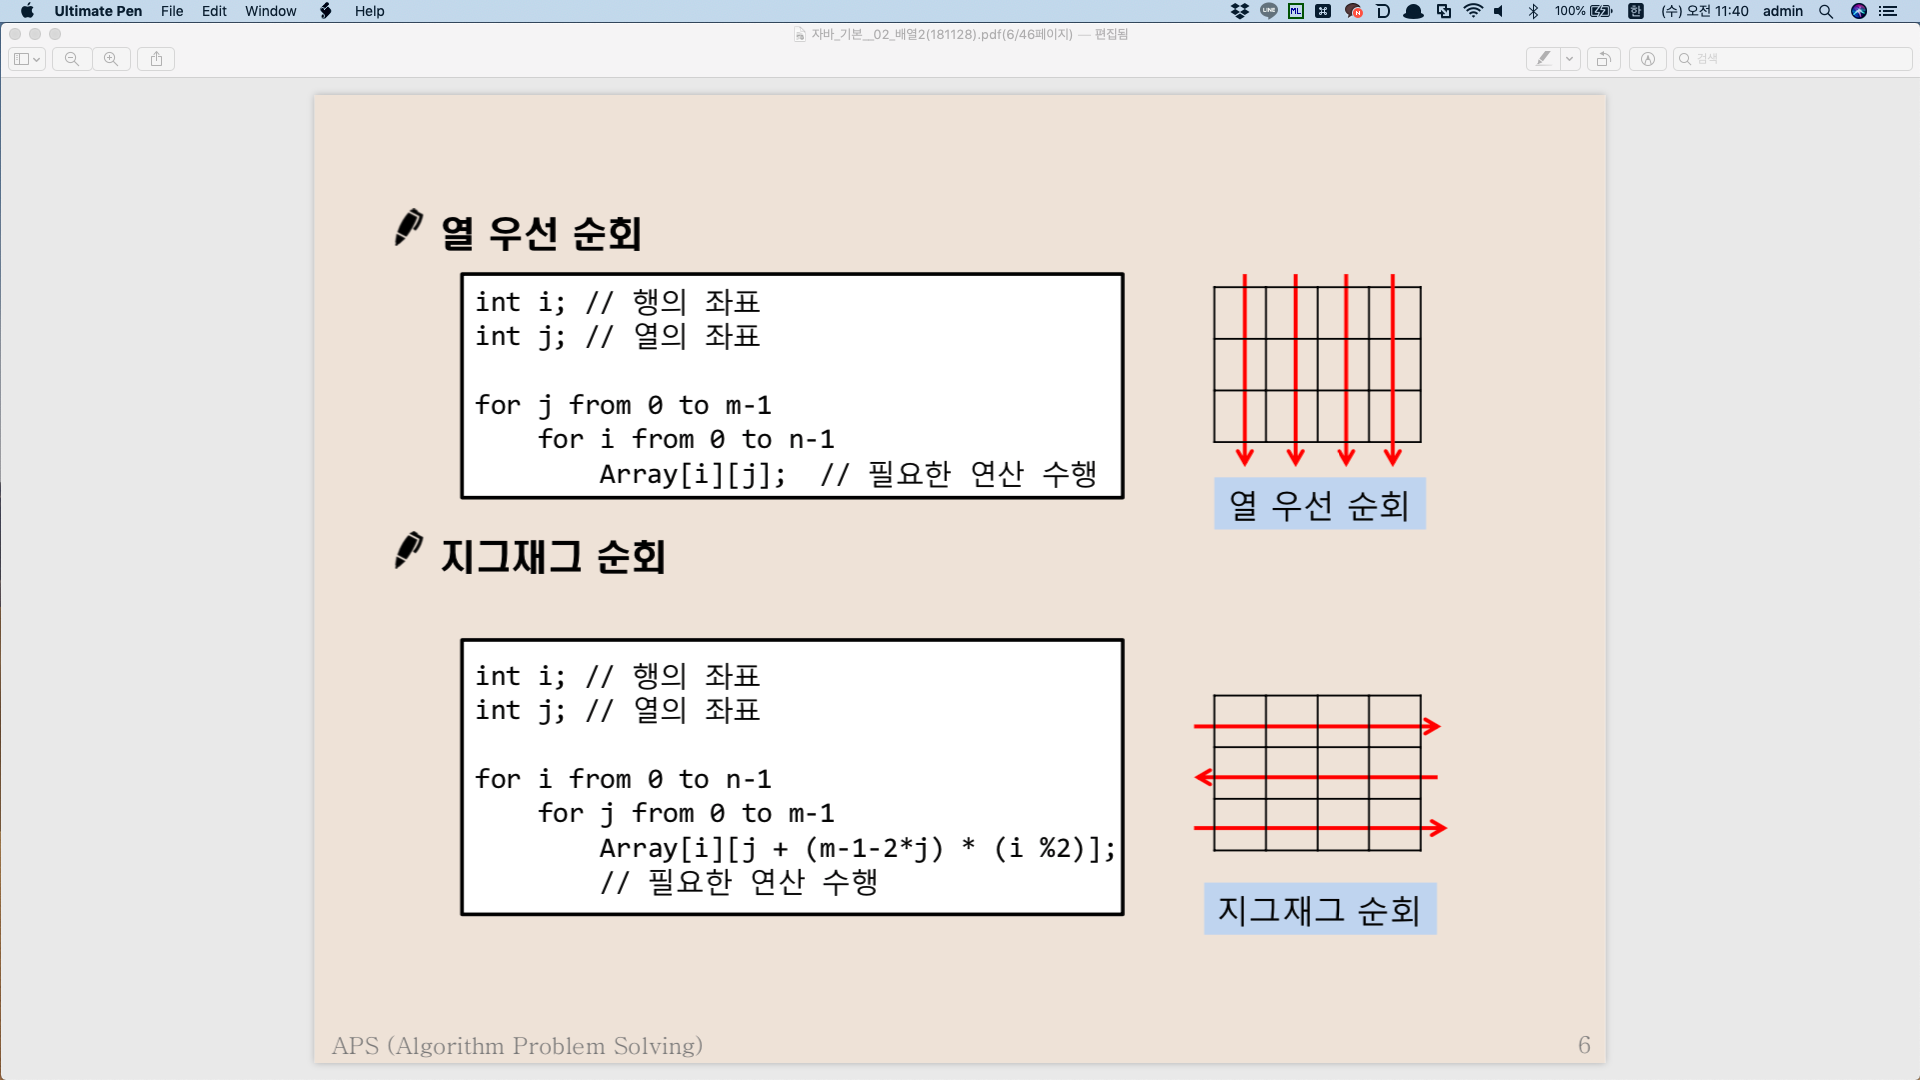 Ultimate Pen File Edit Window Help
100% 한 (수) 오전 11:40 admin
자바_기본__02_배열2(181128).pdf(6/46페이지) — 편집됨
검색
열 우선 순회
int i; // 행의 좌표
int j; // 열의 좌표
for j from 0 to m-1
for i from 0 to n-1
Array[i][j]; // 필요한 연산 수행
열 우선 순회
지그재그 순회
int i; // 행의 좌표
int j; // 열의 좌표
for i from 0 to n-1
for j from 0 to m-1
Array[i][j + (m-1-2*j) * (i %2)];
// 필요한 연산 수행
지그재그 순회
APS (Algorithm Problem Solving)
6